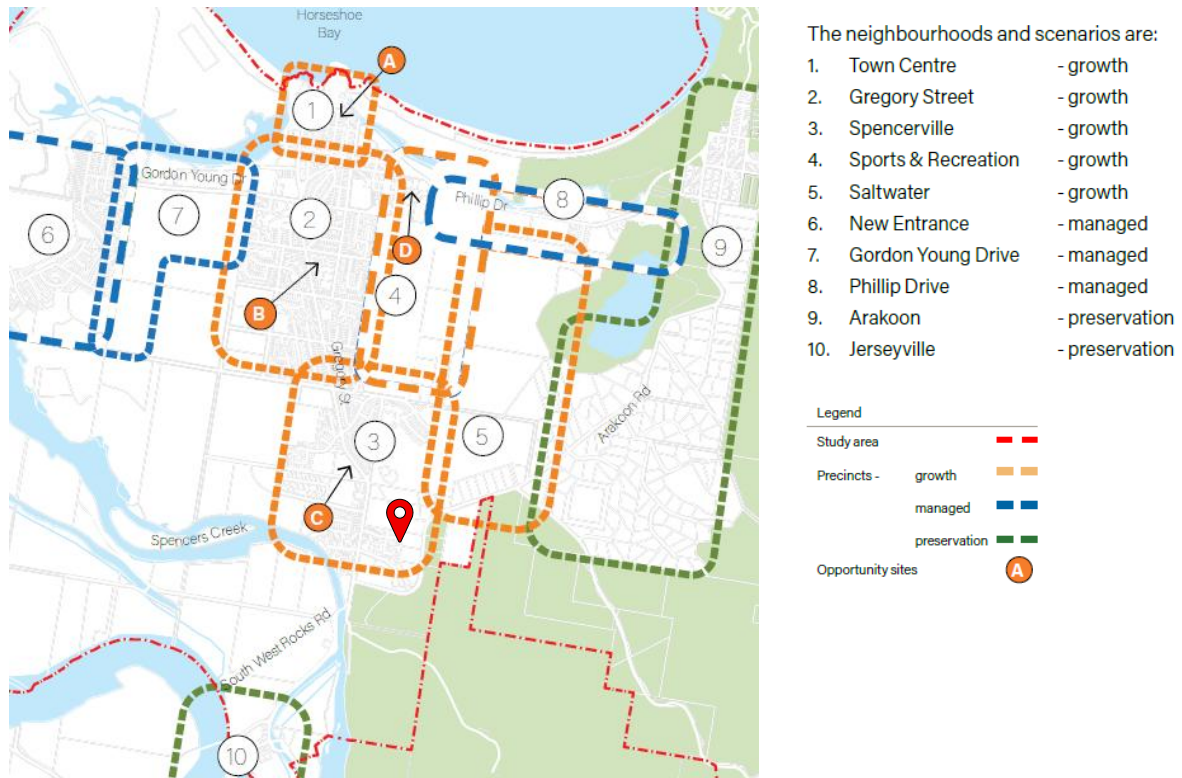 Horseshoe
Bay
A
1
Gordon Young Dr
2
Phillip Dr
8
7
6
9
D
4
B
Gregory St
Arakoon Rd
3
5
C
Spencers Creek
South West Rocks Rd
10
The neighbourhoods and scenarios are:
1. Town Centre - growth
2. Gregory Street - growth
3. Spencerville - growth
4. Sports & Recreation - growth
5. Saltwater - growth
6. New Entrance - managed
7. Gordon Young Drive - managed
8. Phillip Drive - managed
9. Arakoon - preservation
10. Jerseyville - preservation
Legend
Study area
Precincts - growth
managed
preservation
Opportunity sites A